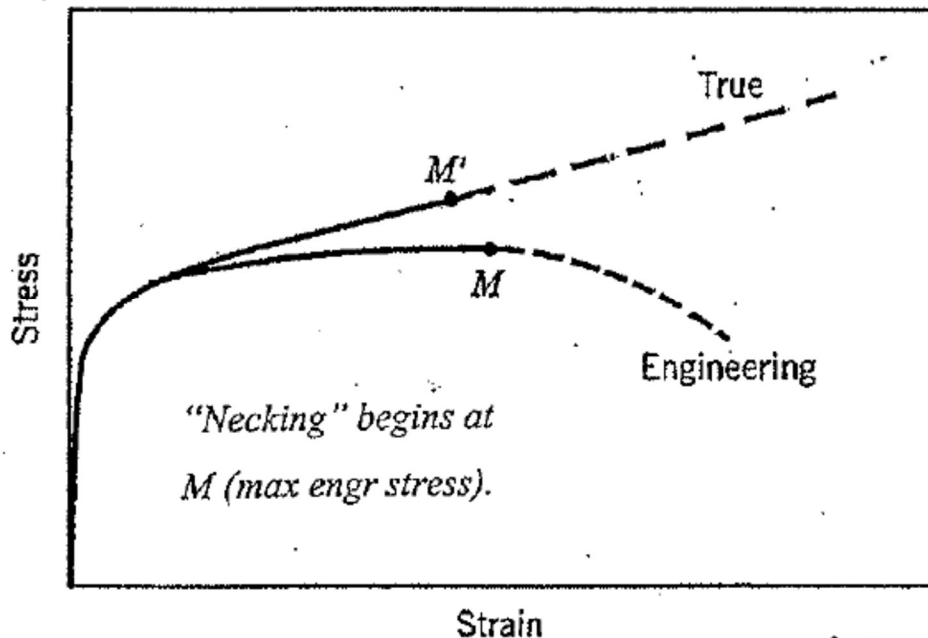 True
M'
M
Stress
Engineering
“Necking” begins at
M (max engr stress).
Strain